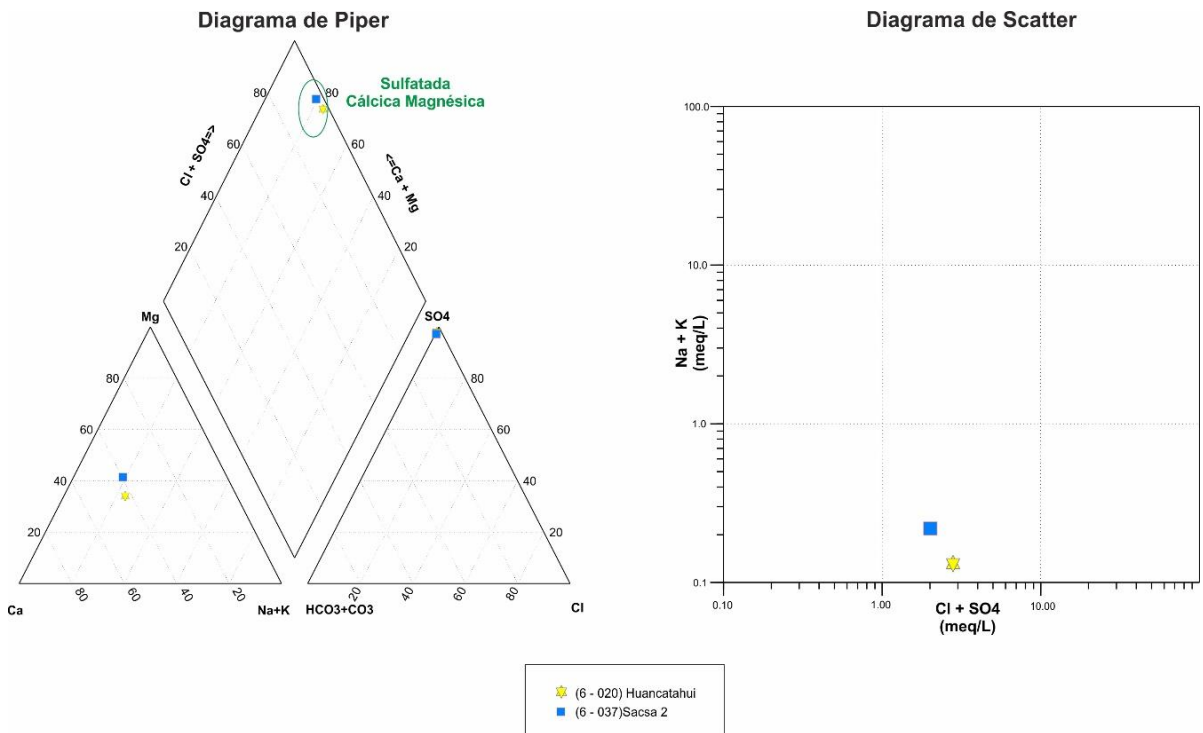 Diagrama de Piper
80
80
Sulfatada
Cálcica Magnésica
60
60
Cl + SO4=>
<=Ca + Mg
40
40
20
20
Mg
SO4
80
80
60
60
40
40
20
20
80
60
40
20
20
40
60
80
Ca
Na+K
HCO3+CO3
Cl
Diagrama de Scatter
100.0
10.0
Na + K
(meq/L)
1.0
0.1
0.10
1.00
10.00
Cl + SO4
(meq/L)
(6 - 020) Huancatahui
(6 - 037)Sacsa 2